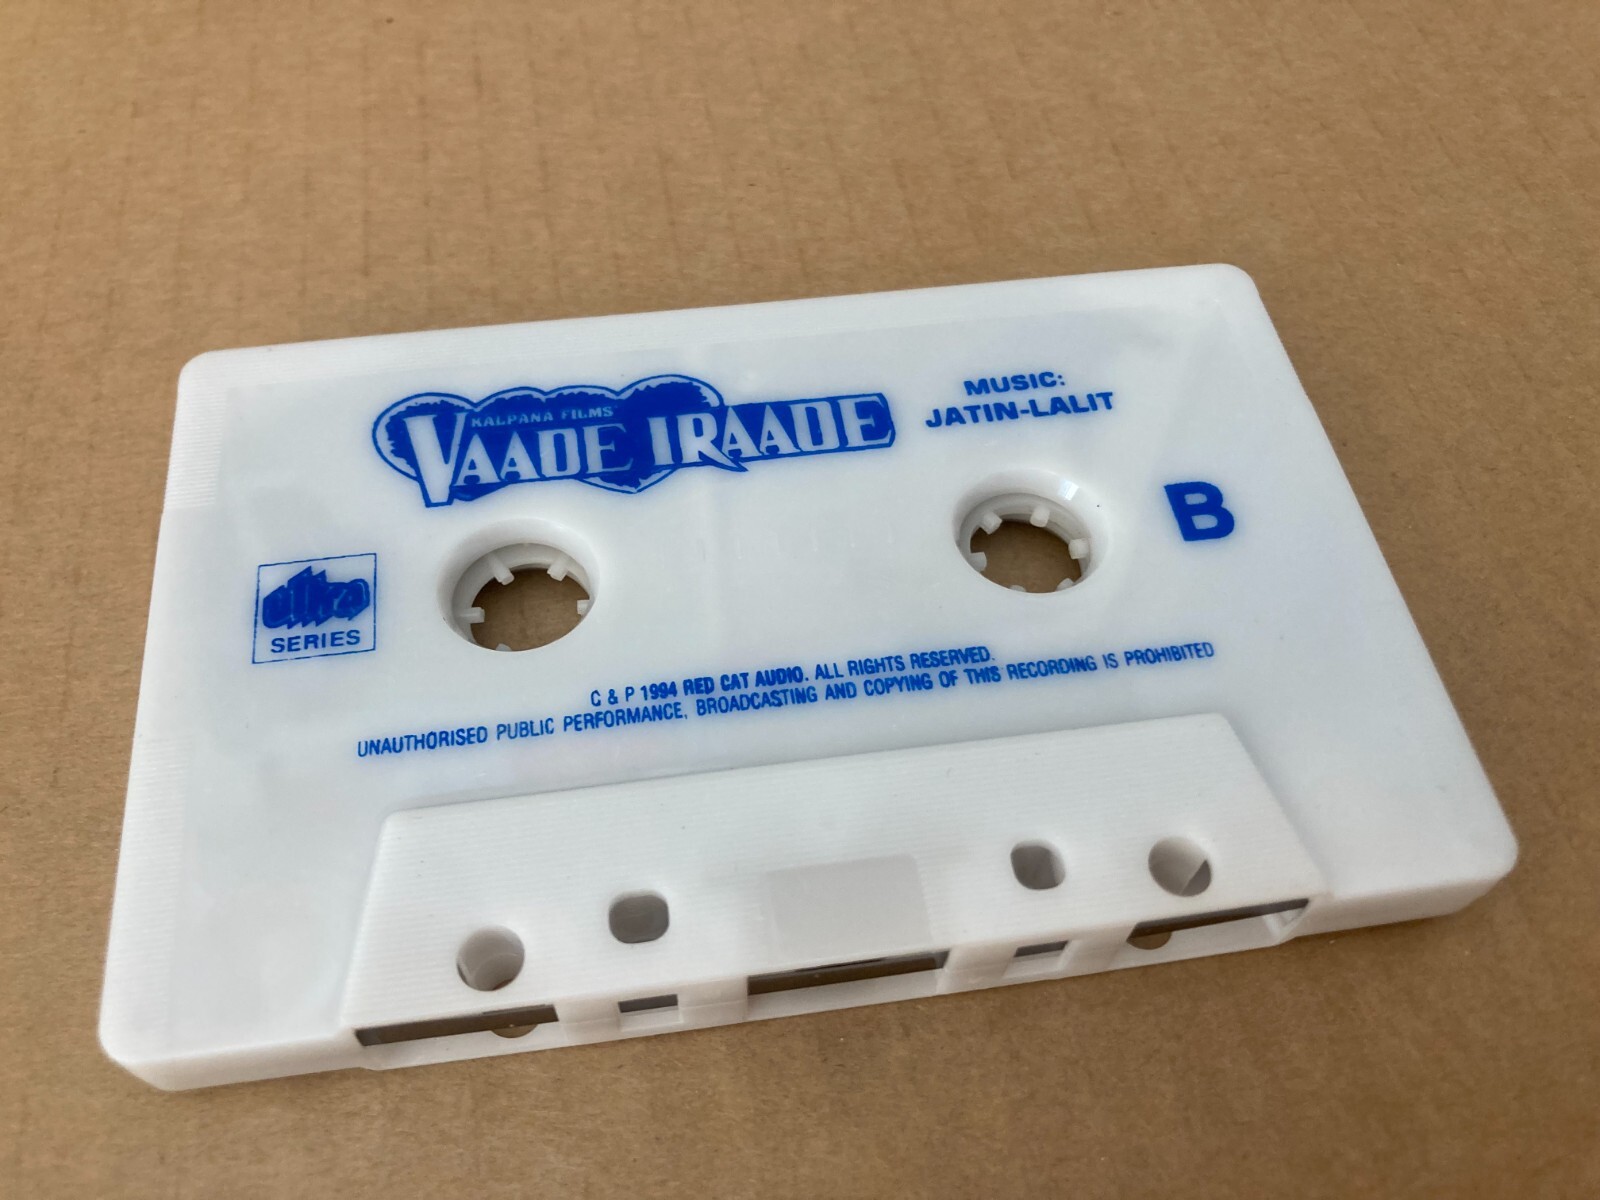 KALPANA FILMS'
VAADE IRAADE
MUSIC:
JATIN-LALIT
B
ultra
SERIES
C & P 1994 RED CAT AUDIO. ALL RIGHTS RESERVED.
UNAUTHORISED PUBLIC PERFORMANCE, BROADCASTING AND COPYING OF THIS RECORDING IS PROHIBITED